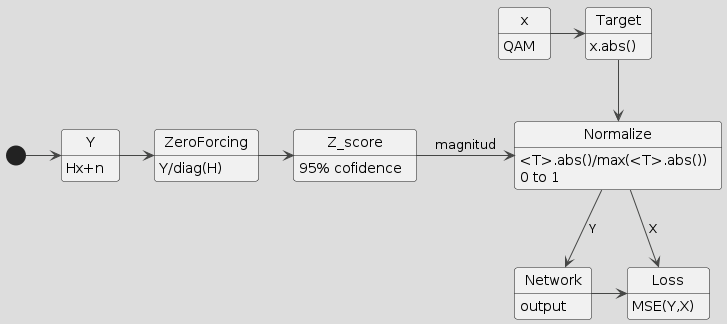 x
QAM
Target
x.abs()
Y
Hx+n
ZeroForcing
Y/diag(H)
Z_score
95% cofidence
magnitud
Normalize
<T>.abs()/max(<T>.abs())
0 to 1
Y
X
Network
output
Loss
MSE(Y,X)